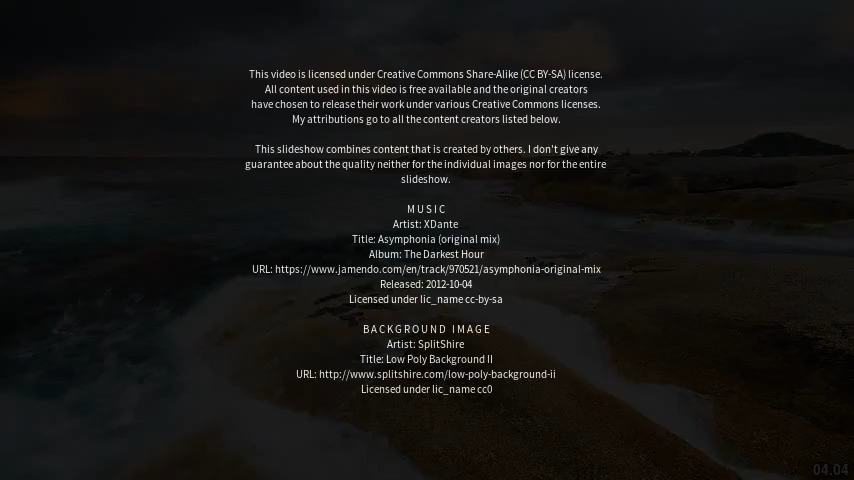 This video is licensed under Creative Commons Share-Alike (CC BY-SA) license.
All content used in this video is free available and the original creators
have chosen to release their work under various Creative Commons licenses.
My attributions go to all the content creators listed below.
This slideshow combines content that is created by others. I don't give any
guarantee about the quality neither for the individual images nor for the entire
slideshow.
MUSIC
Artist: XDante
Title: Asymphonia (original mix)
Album: The Darkest Hour
URL: https://www.jamendo.com/en/track/970521/asymphonia-original-mix
Released: 2012-10-04
Licensed under lic_name cc-by-sa
BACKGROUND IMAGE
Artist: SplitShire
Title: Low Poly Background II
URL: http://www.splitshire.com/low-poly-background-ii
Licensed under lic_name cc0
04.04